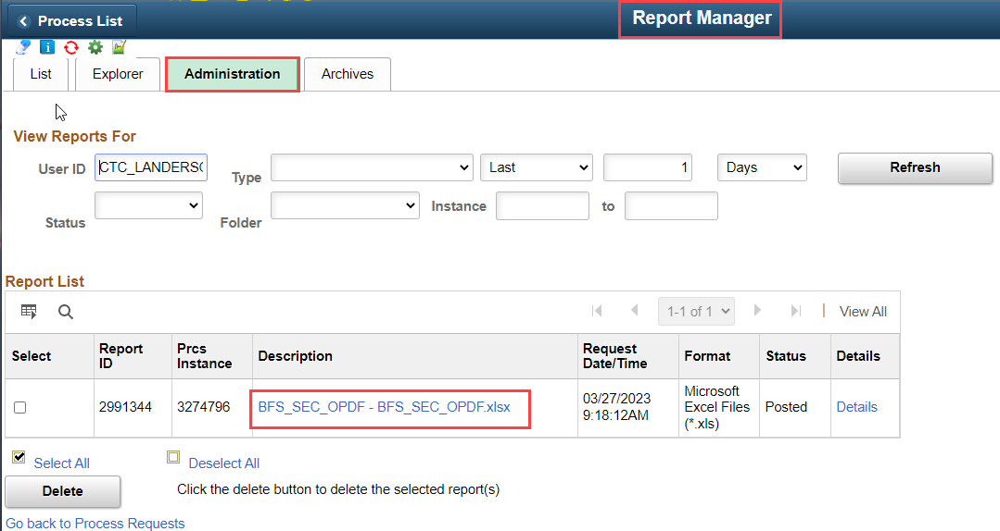 Process List
Report Manager
List
Explorer
Administration
Archives
View Reports For
User ID
CTC_LANDERSO
Type
Last
1
Days
Refresh
Status
Folder
Instance
to
Report List
1-1 of 1
View All
Select
Report
ID
Prcs
Instance
Description
Request
Date/Time
Format
Status
Details
2991344
3274796
BFS_SEC_OPDF - BFS_SEC_OPDF.xlsx
03/27/2023
9:18:12AM
Microsoft
Excel Files
(*.xls)
Posted
Details
Select All
Deselect All
Delete
Click the delete button to delete the selected report(s)
Go back to Process Requests